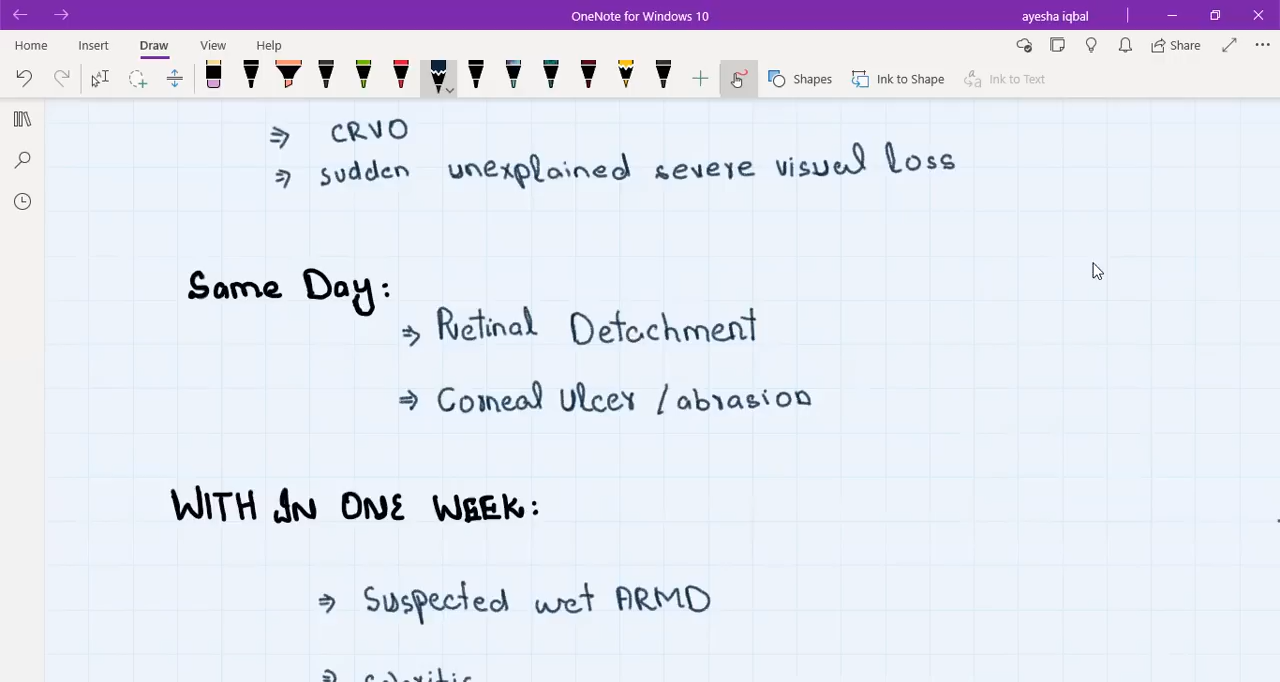 OneNote for Windows 10
ayesha iqbal
Home Insert Draw View Help
Share
Shapes
Ink to Shape
Ink to Text
⇒ CRVO
⇒ sudden unexplained severe visual loss
Same Day:
⇒ Retinal Detachment
⇒ Corneal Ulcer / abrasion
WITH IN ONE WEEK:
⇒ Suspected wet ARMD